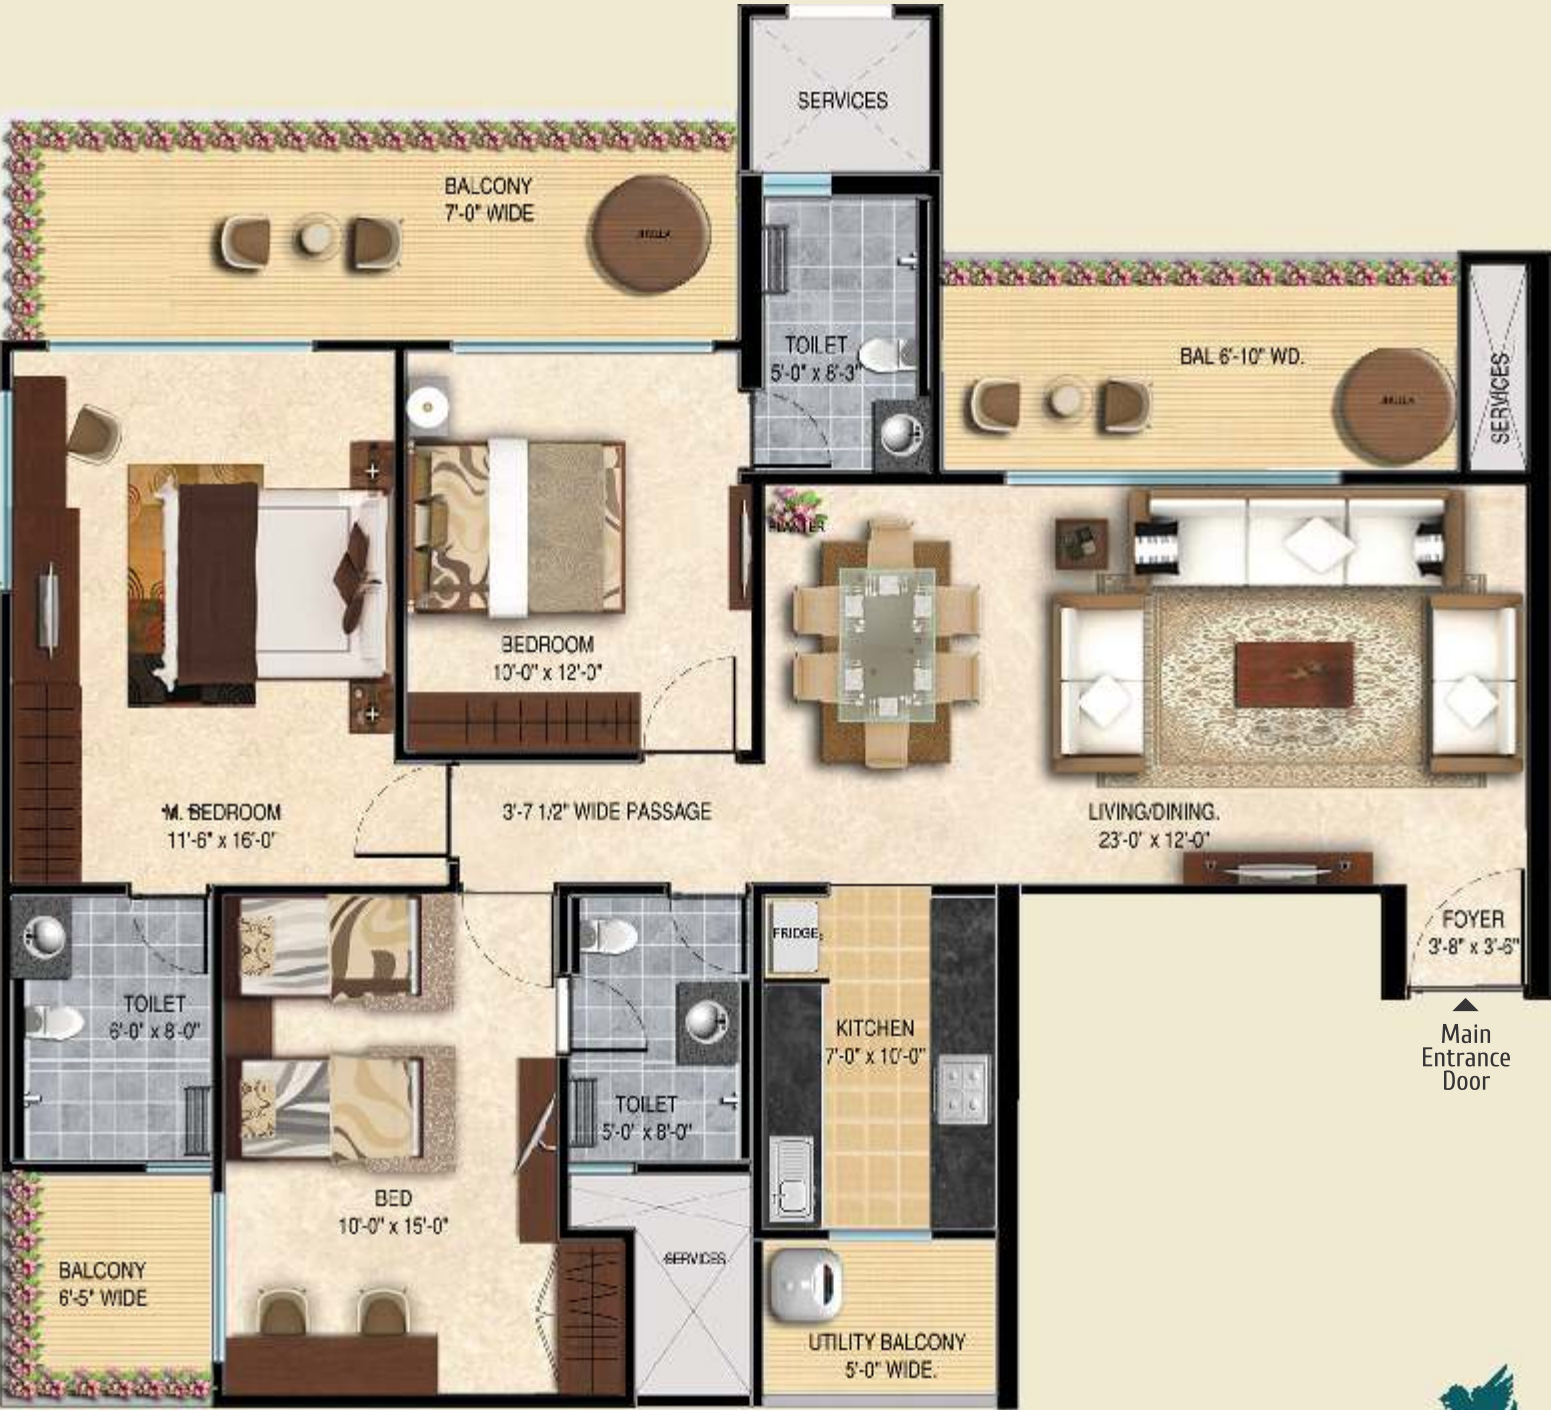 SERVICES
BALCONY
7'-0" WIDE
TOILET
5'-0" x 8'-3"
BAL 6'-10" WD.
SERVICES
PLANTER
BEDROOM
10'-0" x 12'-0"
M. BEDROOM
11'-6" x 16'-0"
3'-7 1/2" WIDE PASSAGE
LIVING/DINING.
23'-0" x 12'-0"
FOYER
3'-8" x 3'-6"
Main
Entrance
Door
FRIDGE
TOILET
6'-0" x 8'-0"
KITCHEN
7'-0" x 10'-0"
TOILET
5'-0" x 8'-0"
BED
10'-0" x 15'-0"
SERVICES
BALCONY
6'-5" WIDE
UTILITY BALCONY
5'-0" WIDE.